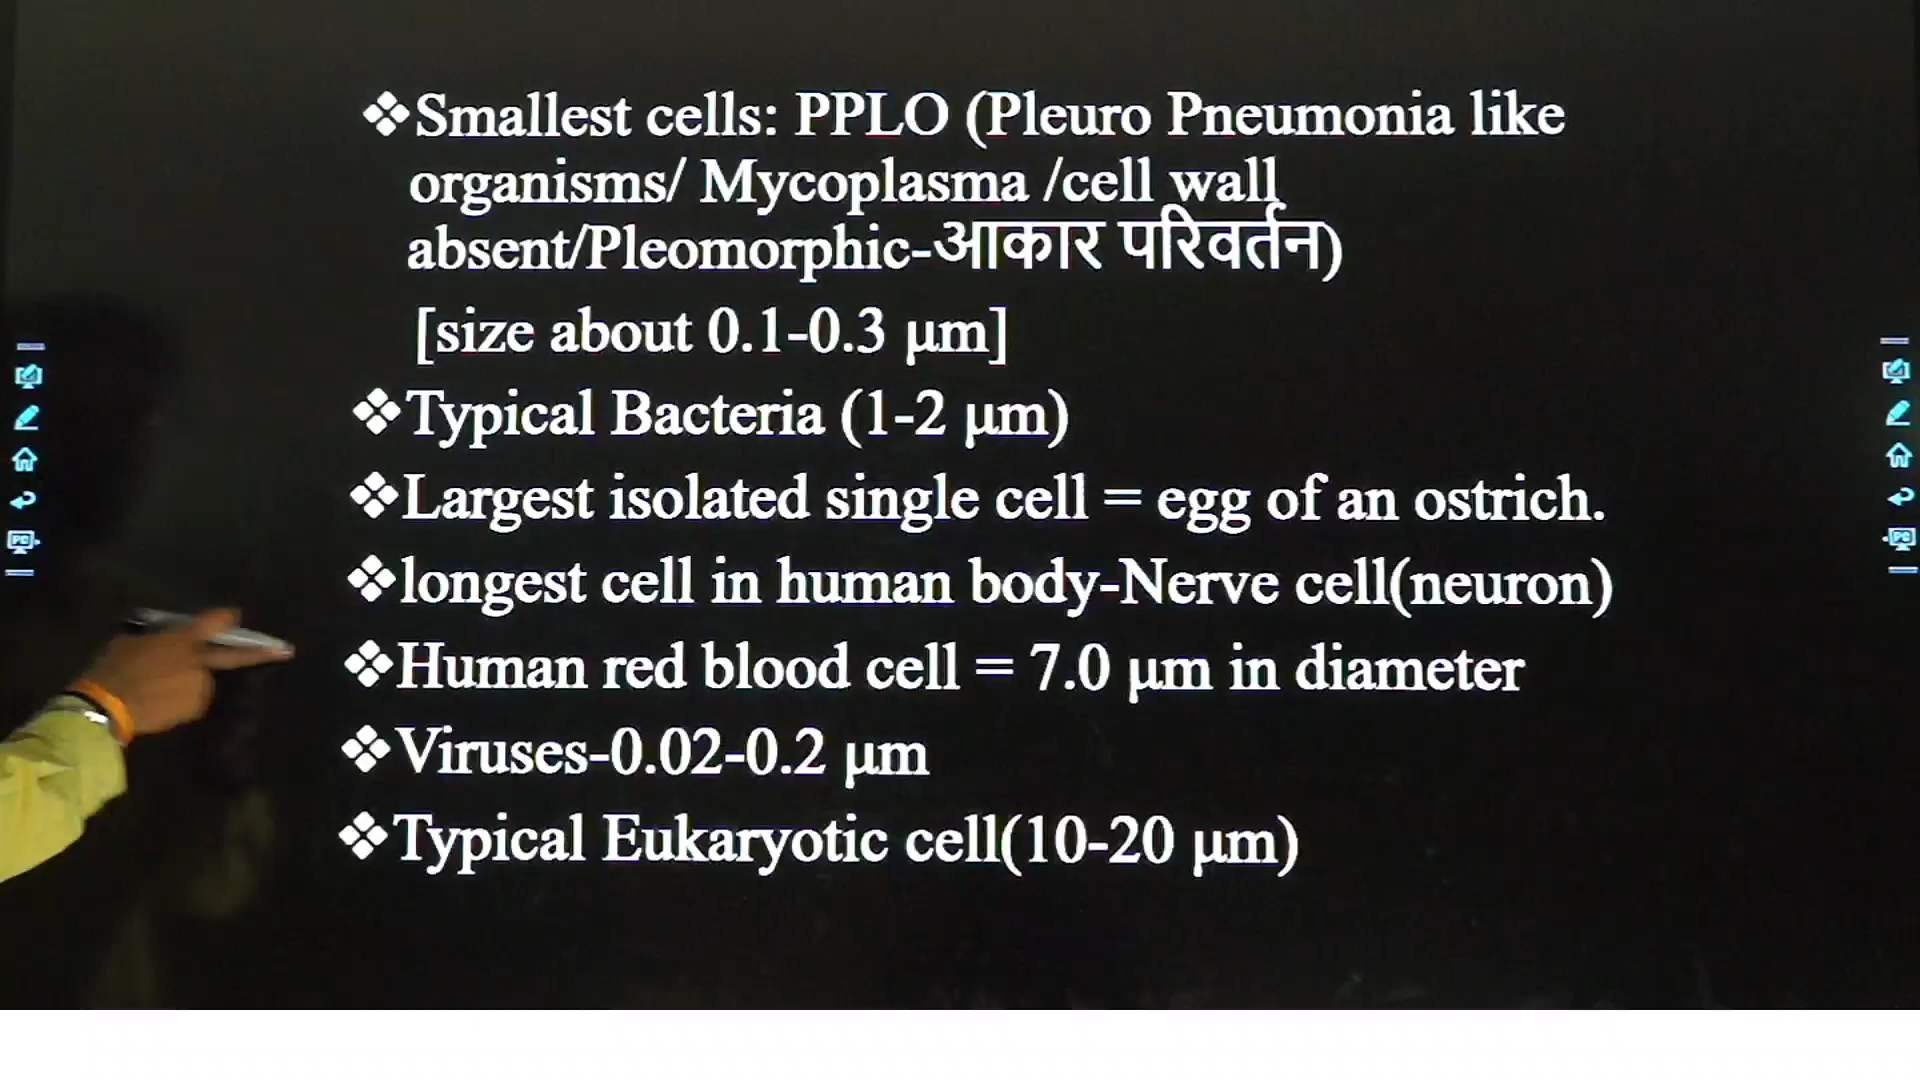 ❖Smallest cells: PPLO (Pleuro Pneumonia like
organisms/ Mycoplasma /cell wall
absent/Pleomorphic-आकार परिवर्तन)
[size about 0.1-0.3 μm]
❖Typical Bacteria (1-2 μm)
❖Largest isolated single cell = egg of an ostrich.
❖longest cell in human body-Nerve cell(neuron)
❖Human red blood cell = 7.0 μm in diameter
❖Viruses-0.02-0.2 μm
❖Typical Eukaryotic cell(10-20 μm)
PC
PC